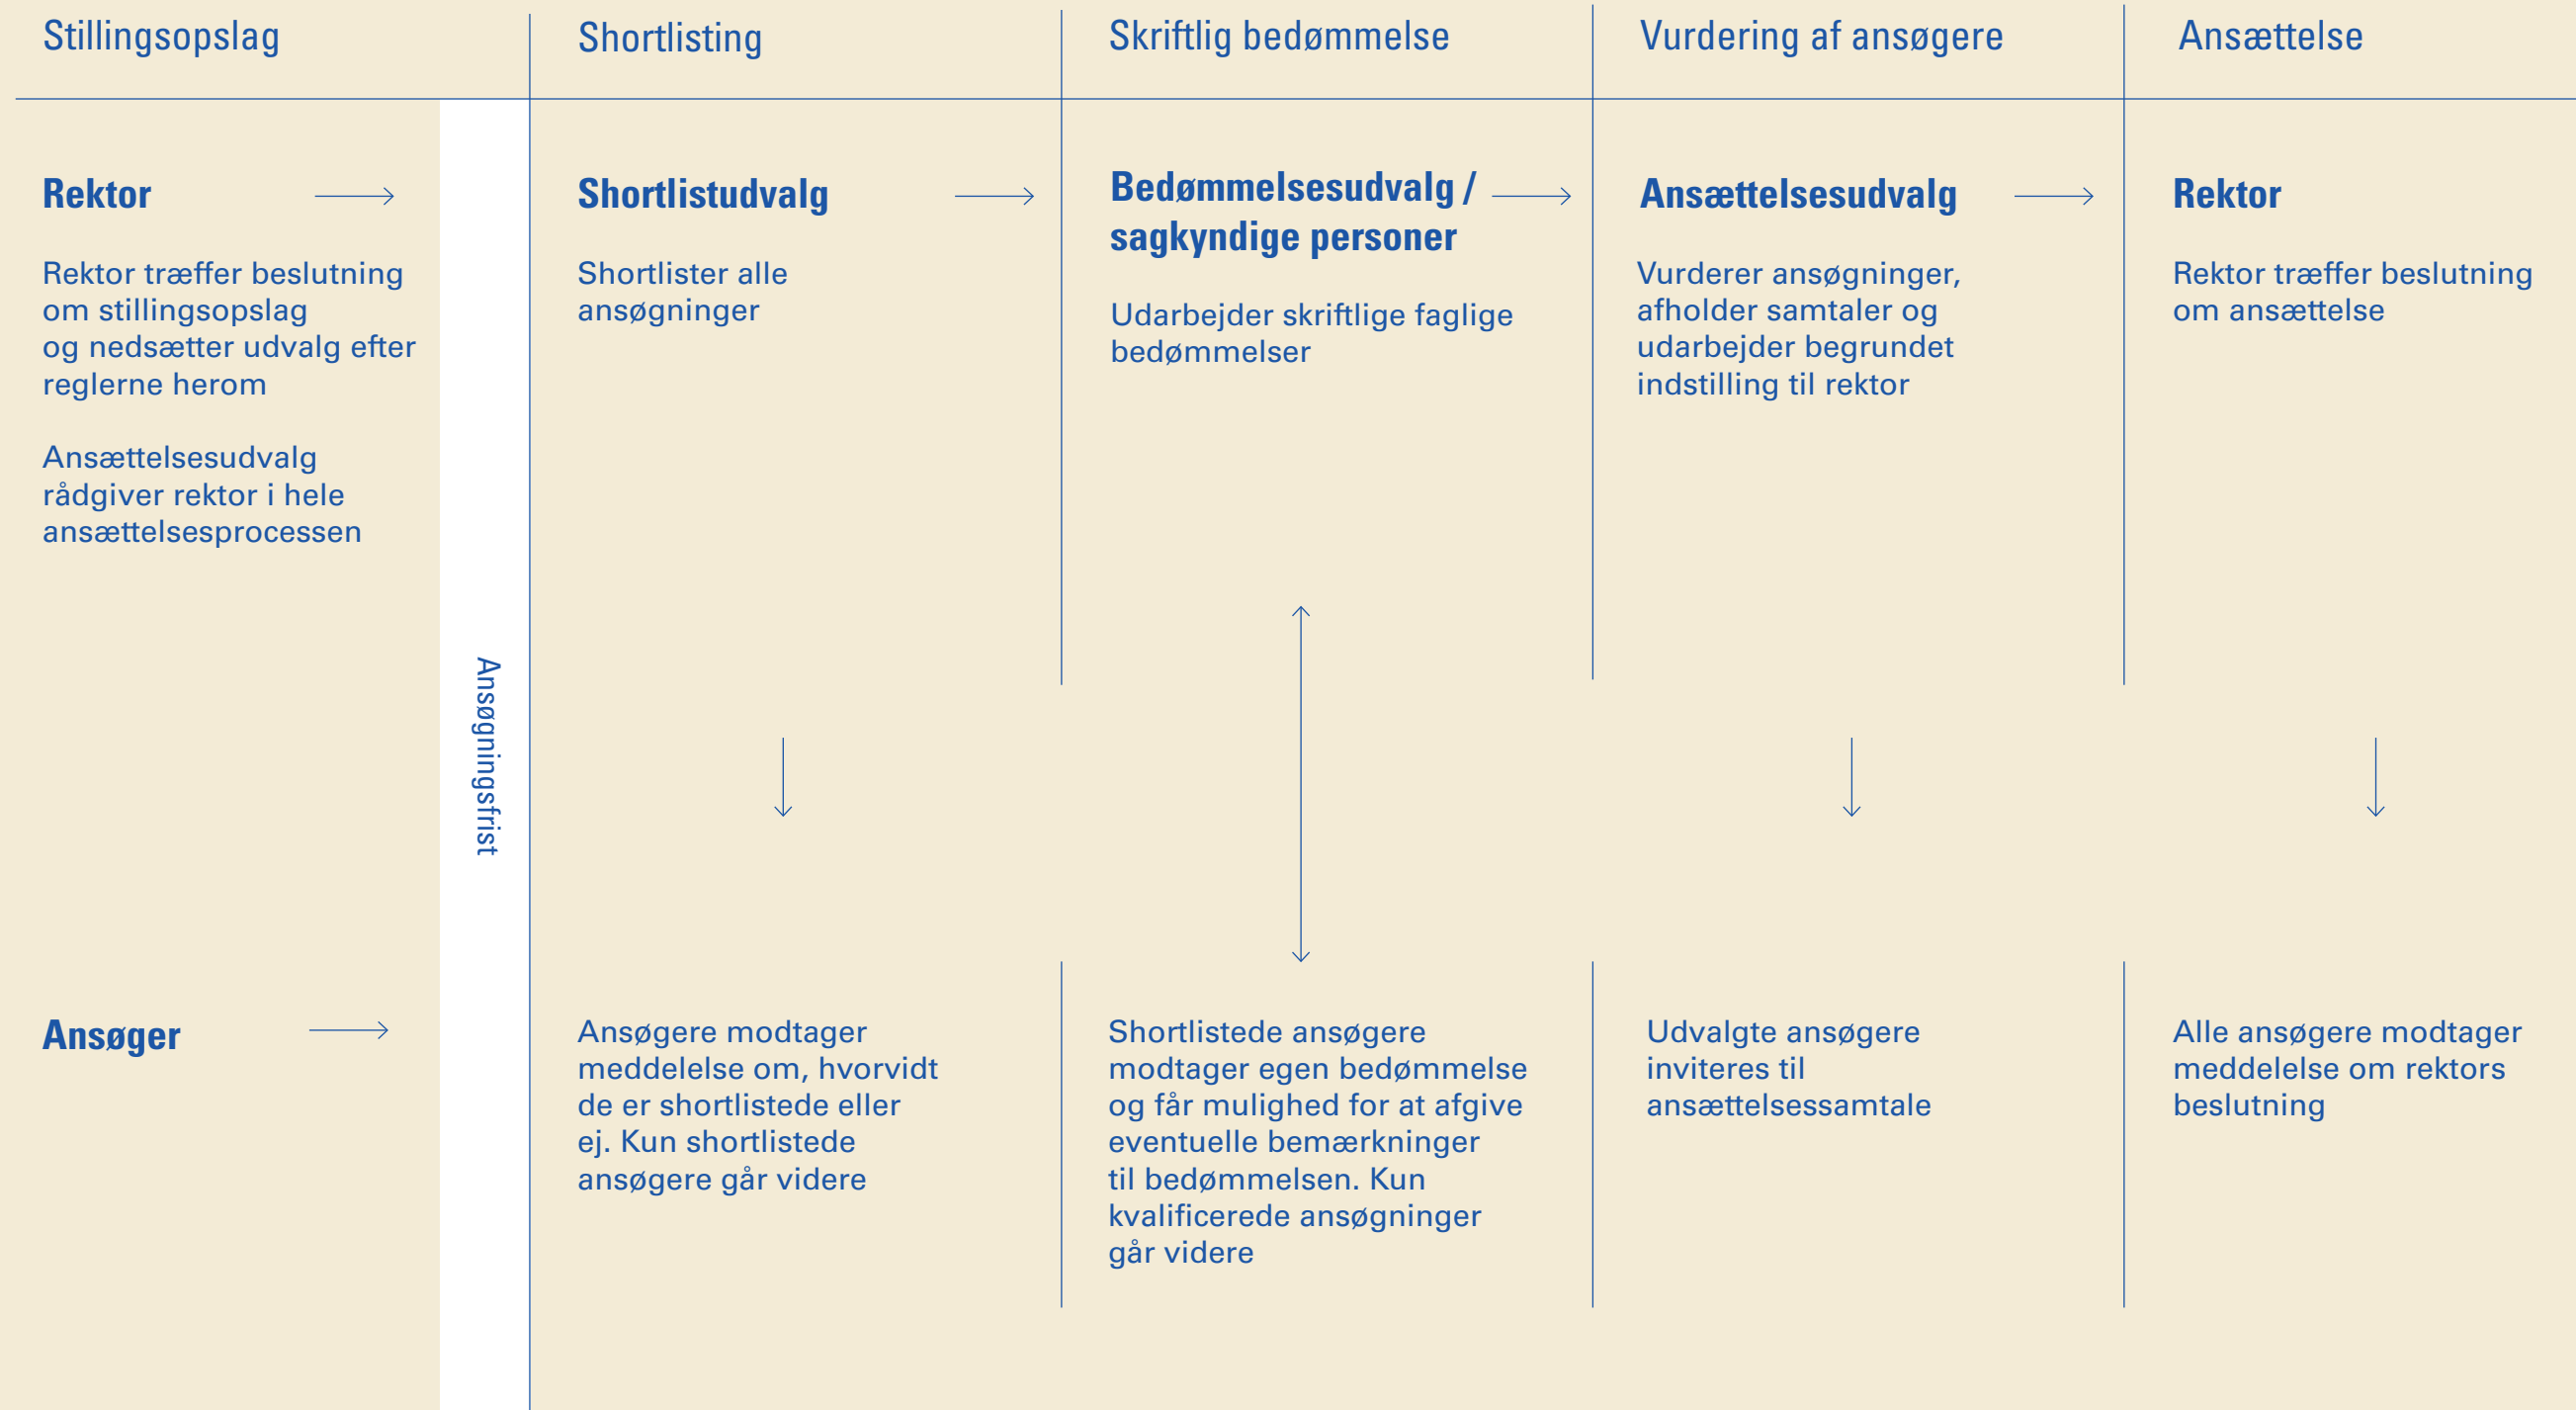 Stillingsopslag
Shortlisting
Skriftlig bedømmelse
Vurdering af ansøgere
Ansættelse
Rektor
Rektor træffer beslutning
om stillingsopslag
og nedsætter udvalg efter
reglerne herom
Ansættelsesudvalg
rådgiver rektor i hele
ansættelsesprocessen
Ansøgningsfrist
Shortlistudvalg
Shortlister alle
ansøgninger
Bedømmelsesudvalg /
sagkyndige personer
Udarbejder skriftlige faglige
bedømmelser
Ansættelsesudvalg
Vurderer ansøgninger,
afholder samtaler og
udarbejder begrundet
indstilling til rektor
Rektor
Rektor træffer beslutning
om ansættelse
Ansøger
Ansøgere modtager
meddelelse om, hvorvidt
de er shortlistede eller
ej. Kun shortlistede
ansøgere går videre
Shortlistede ansøgere
modtager egen bedømmelse
og får mulighed for at afgive
eventuelle bemærkninger
til bedømmelsen. Kun
kvalificerede ansøgninger
går videre
Udvalgte ansøgere
inviteres til
ansættelsessamtale
Alle ansøgere modtager
meddelelse om rektors
beslutning